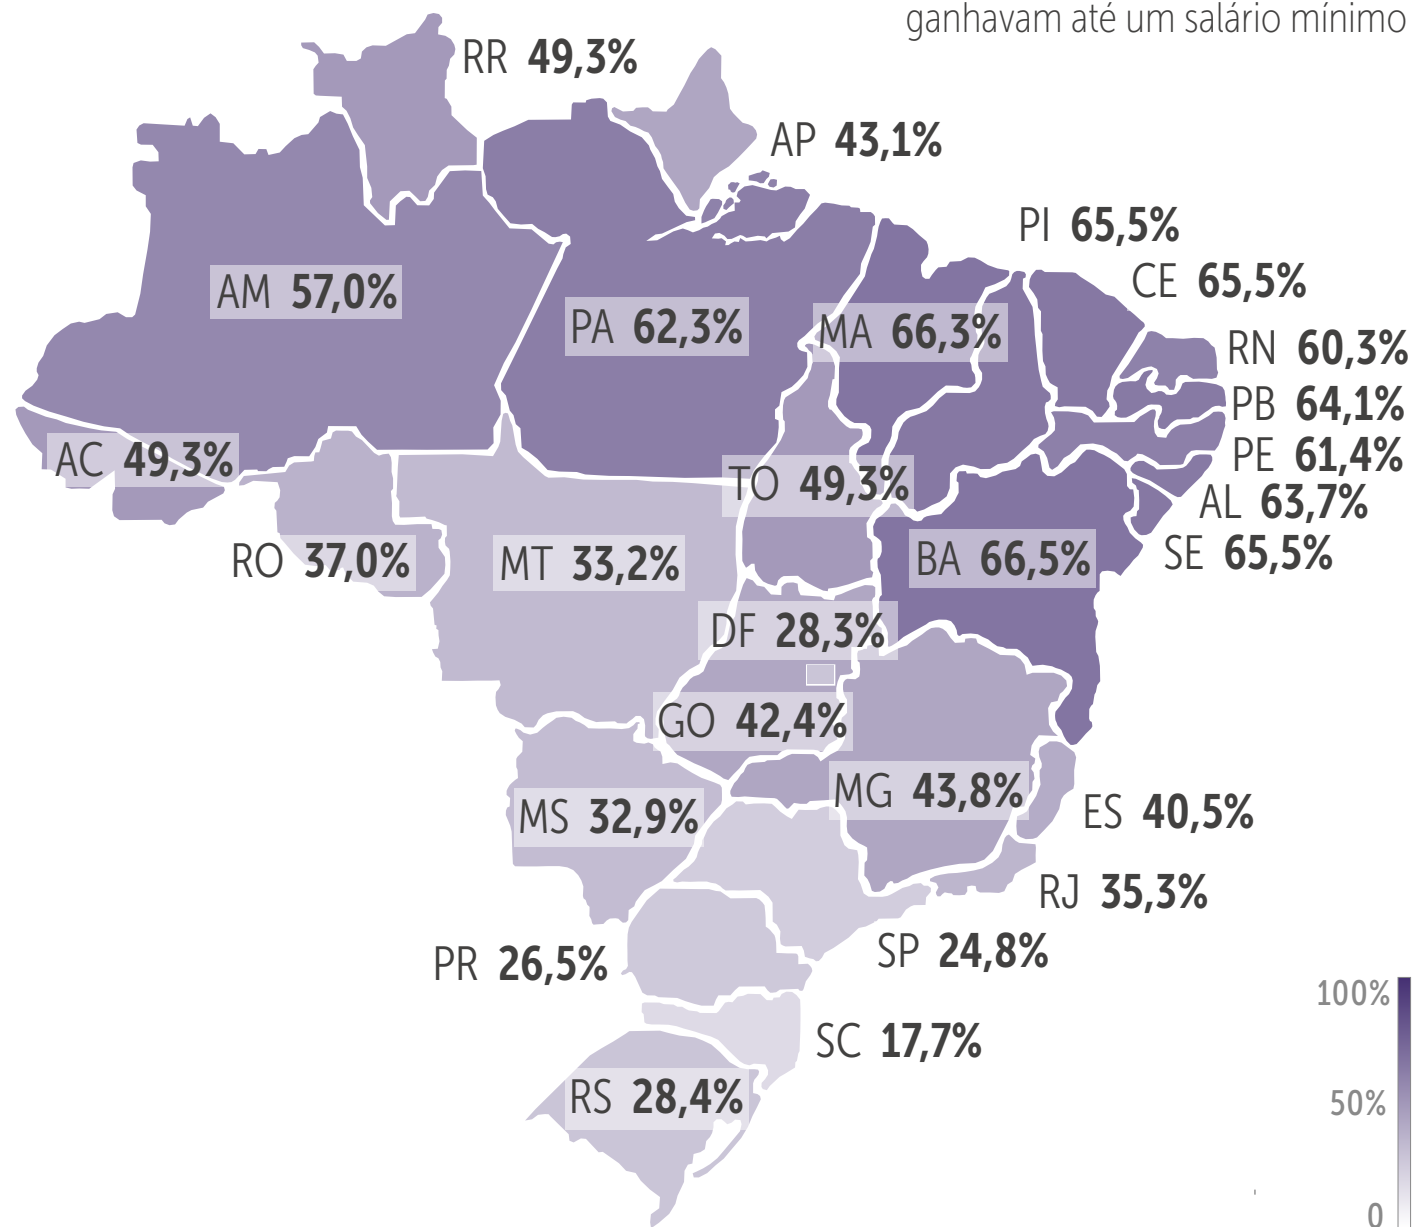 ganhavam até um salário mínimo
RR 49,3%
AP 43,1%
PI 65,5%
CE 65,5%
AM 57,0%
PA 62,3%
MA 66,3%
RN 60,3%
PB 64,1%
PE 61,4%
AC 49,3%
TO 49,3%
AL 63,7%
RO 37,0%
MT 33,2%
BA 66,5%
SE 65,5%
DF 28,3%
GO 42,4%
MG 43,8%
MS 32,9%
ES 40,5%
RJ 35,3%
PR 26,5%
SP 24,8%
100%
SC 17,7%
RS 28,4%
50%
0